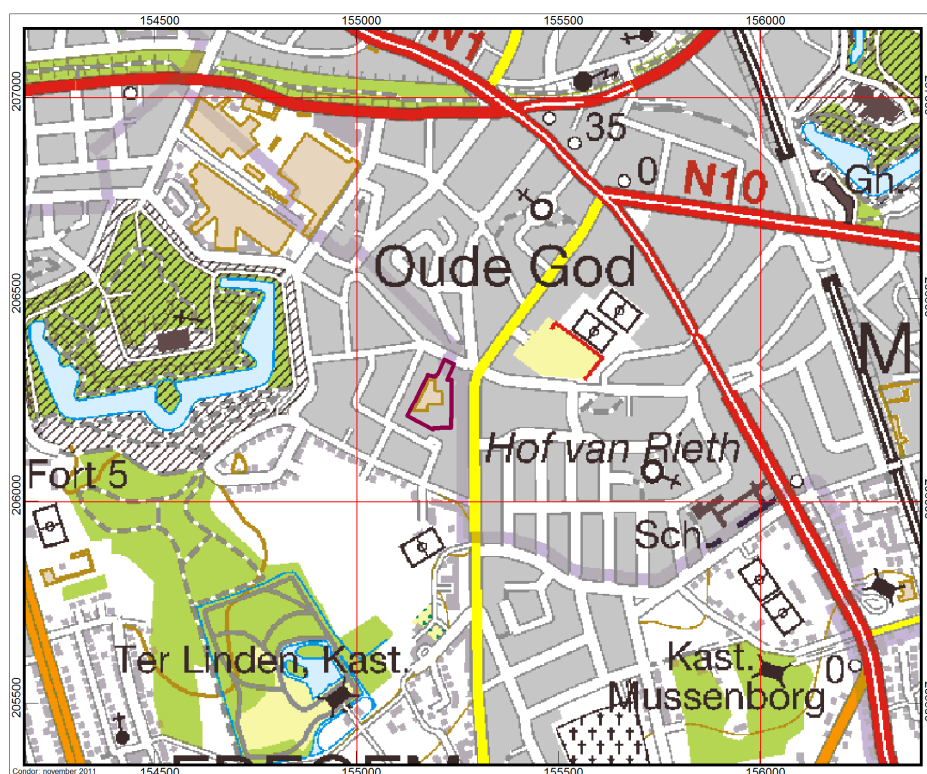 154500 155000 155500 156000
N1
207000
35
0
N10
Gh.
Oude God
206500
M
Hof van Rieth
Fort 5
206000
Sch.
Ter Linden, Kast.
Kast.
Mussenborg
0
205500
154500 155000 155500 156000
Condor: november 2011